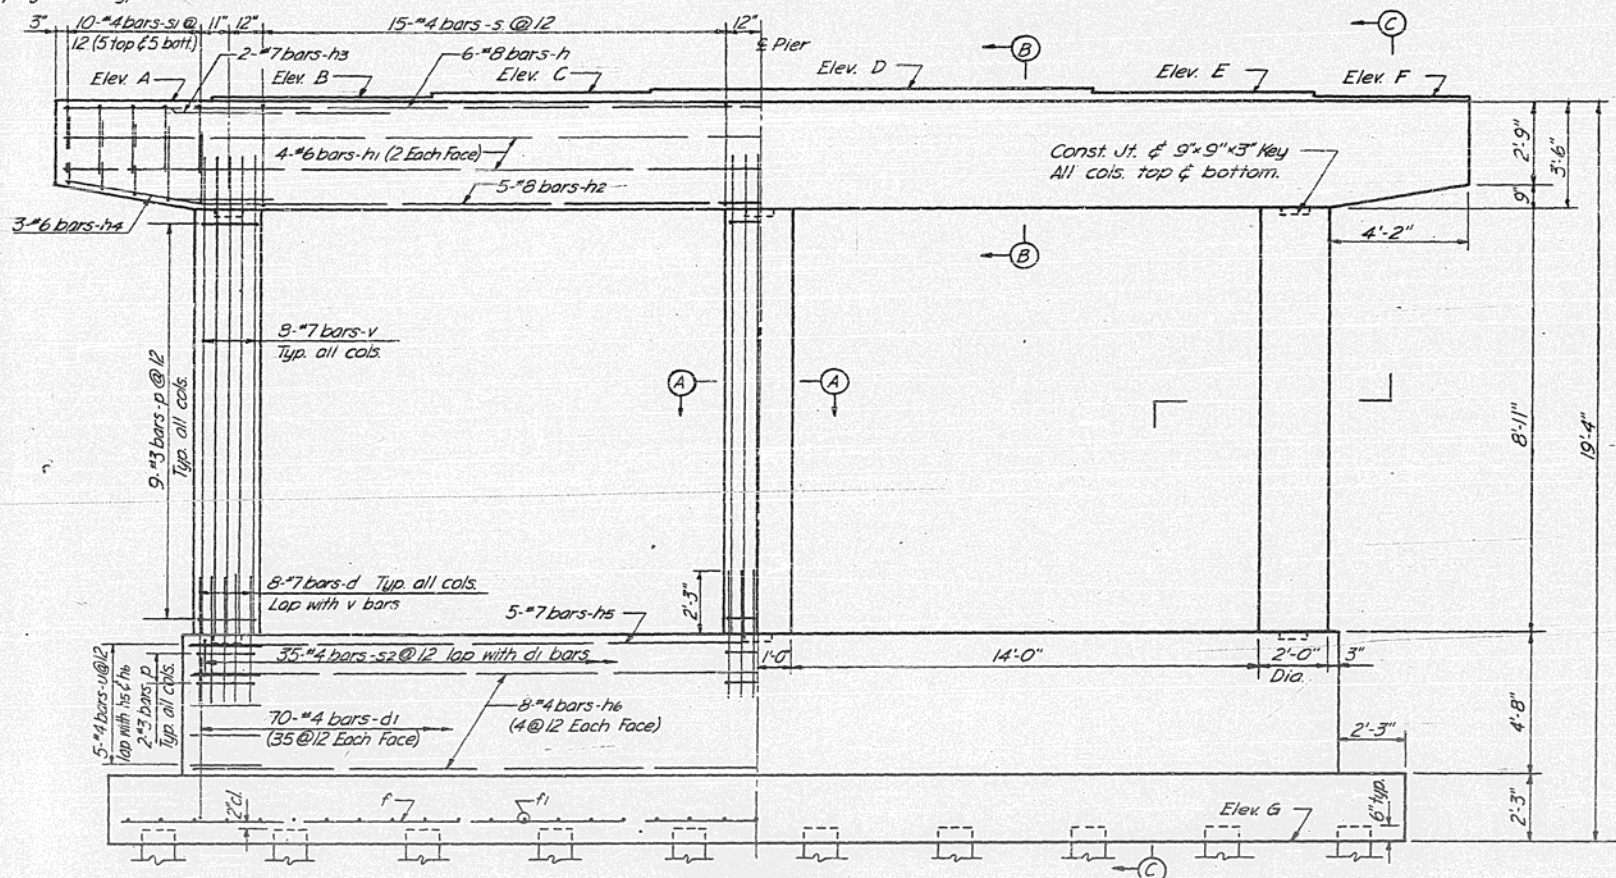 3" 10-#4 bars-s1 @ 11" 12" 15-#4 bars-s @12 12"
12 (5 top & 5 bott.)
2-#7 bars-h3
6-#8 bars-h
℄ Pier
B
C
Elev. A
Elev. B
Elev. C
Elev. D
Elev. E
Elev. F
4-#6 bars-h1 (2 Each Face)
5-#8 bars-h2
Const. Jt. & 9"x9"x3" Key
All cols. top & bottom.
2'-9"
3'-6"
9"
3-#6 bars-h4
4'-2"
B
8-#7 bars-v
Typ. all cols.
A
A
9-#3 bars-p @12
Typ. all cols.
8'-11"
19'-4"
8-#7 bars-d Typ. all cols.
Lap with v bars
2'-3"
5-#7 bars-h5
35-#4 bars-s2@12 lap with d1 bars
1'-0"
14'-0"
2'-0"
Dia.
3"
5-#4 bars-u@12
lap with h5 & h6
2-#3 bars p
Typ. all cols.
70-#4 bars-d1
(35@12 Each Face)
8-#4 bars-h6
(4@12 Each Face)
4'-8"
2'-3"
2" cl.
f
f1
Elev. G
6" typ.
2'-3"
C